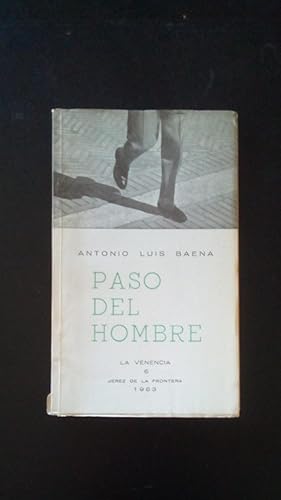 ANTONIO LUIS BAENA
PASO
DEL
HOMBRE
LA VENENCIA
6
JEREZ DE LA FRONTERA
1963